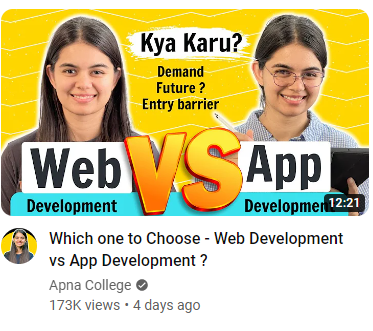 Kya Karu?
Demand
Future ?
Entry barrier
Web VS App
Development Development
12:21
Which one to Choose - Web Development
vs App Development ?
Apna College
173K views • 4 days ago